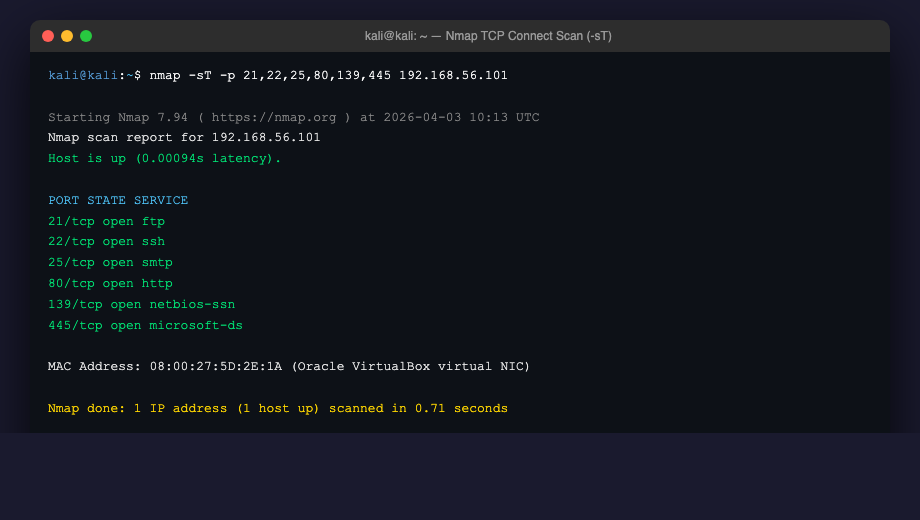 kali@kali: ~ — Nmap TCP Connect Scan (-sT)
kali@kali:~$ nmap -sT -p 21,22,25,80,139,445 192.168.56.101
Starting Nmap 7.94 ( https://nmap.org ) at 2026-04-03 10:13 UTC
Nmap scan report for 192.168.56.101
Host is up (0.00094s latency).
PORT STATE SERVICE
21/tcp open ftp
22/tcp open ssh
25/tcp open smtp
80/tcp open http
139/tcp open netbios-ssn
445/tcp open microsoft-ds
MAC Address: 08:00:27:5D:2E:1A (Oracle VirtualBox virtual NIC)
Nmap done: 1 IP address (1 host up) scanned in 0.71 seconds